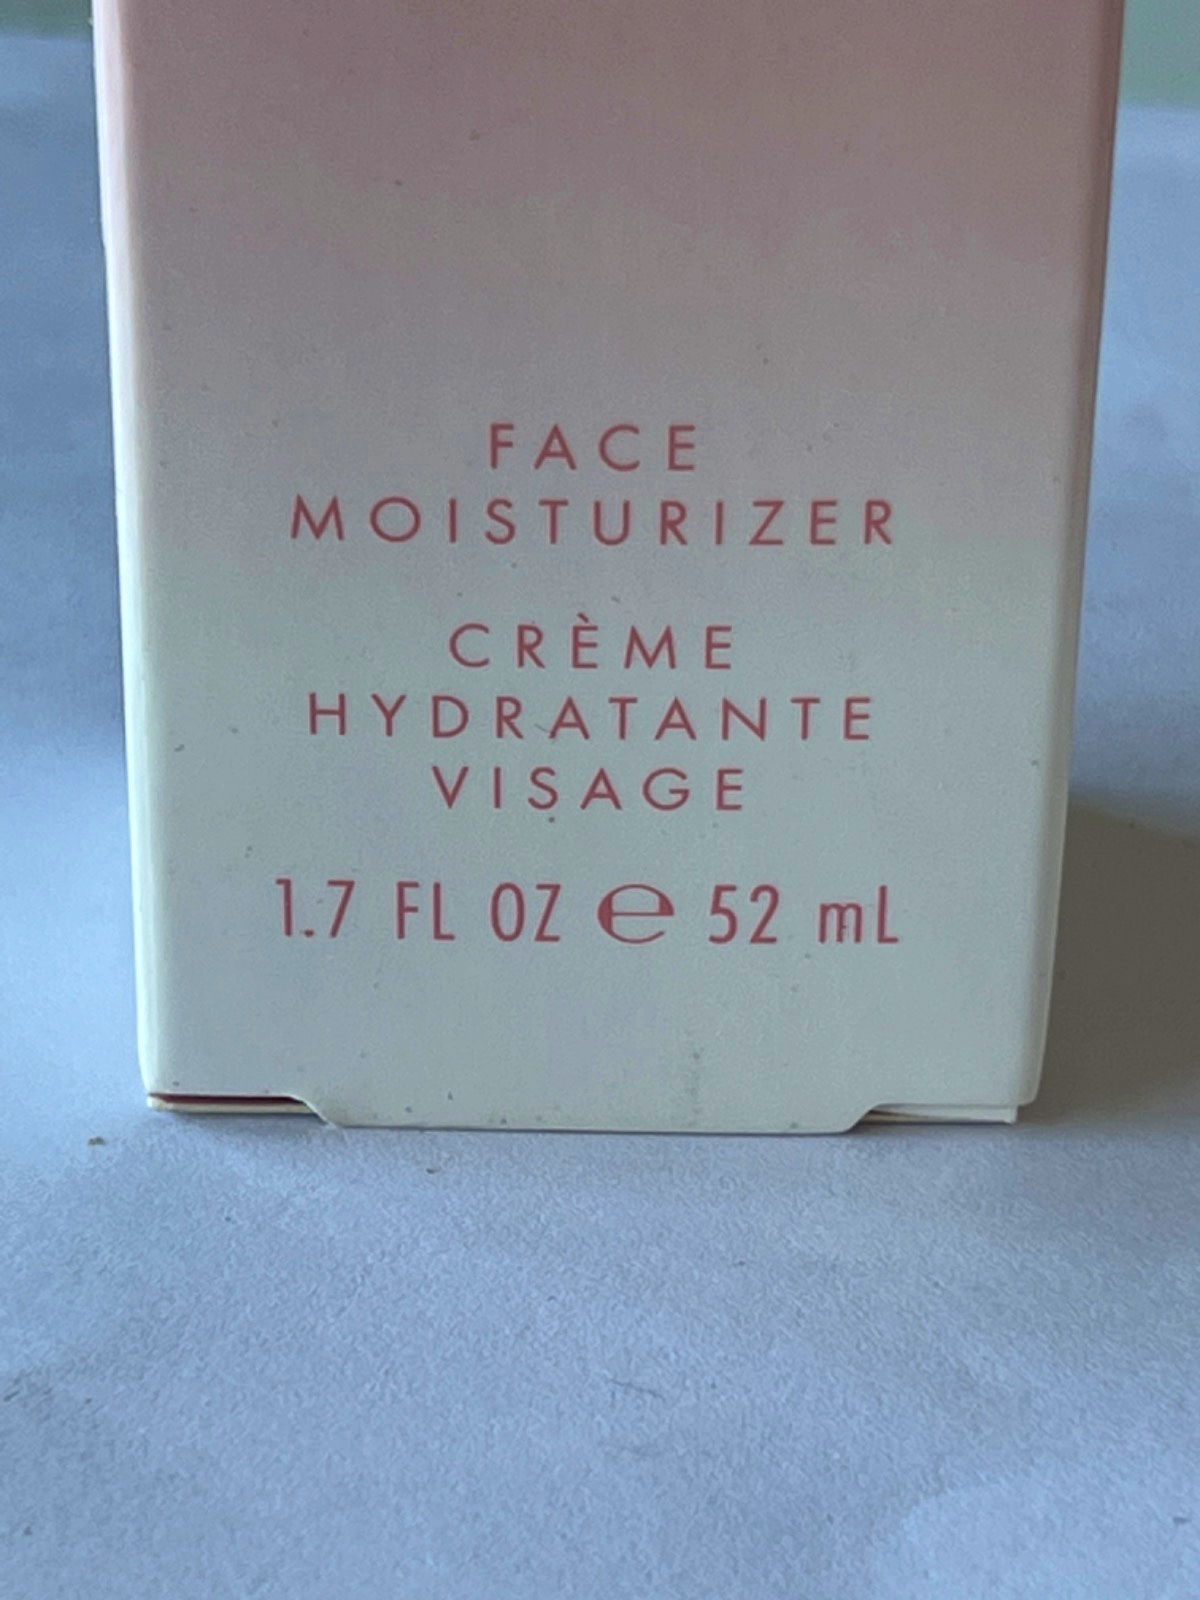 FACE
MOISTURIZER
CRÈME
HYDRATANTE
VISAGE
1.7 FL OZ ℮ 52 mL